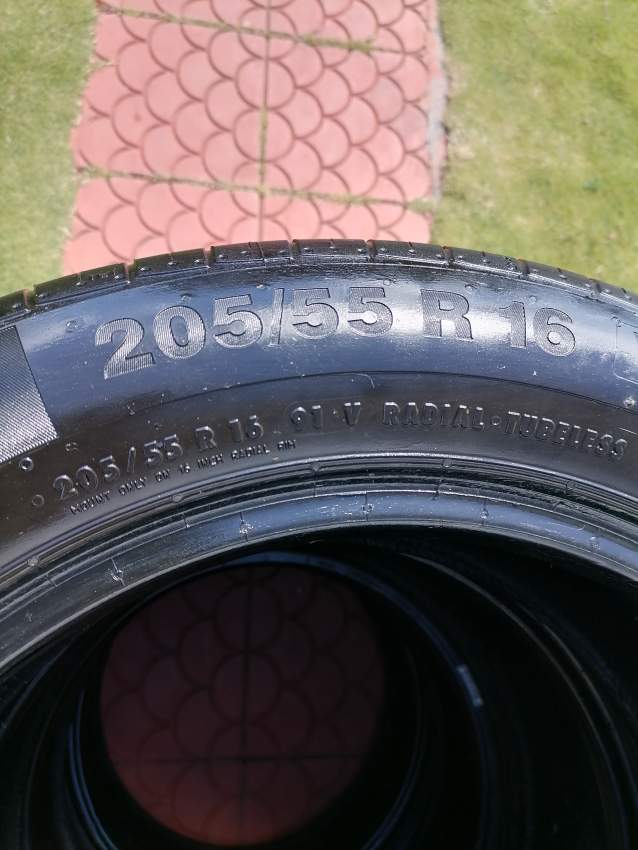 205/55 R 16
205/55 R 16 91 V RADIAL · TUBELESS
MOUNT ONLY ON 16 INCH RADIAL RIM